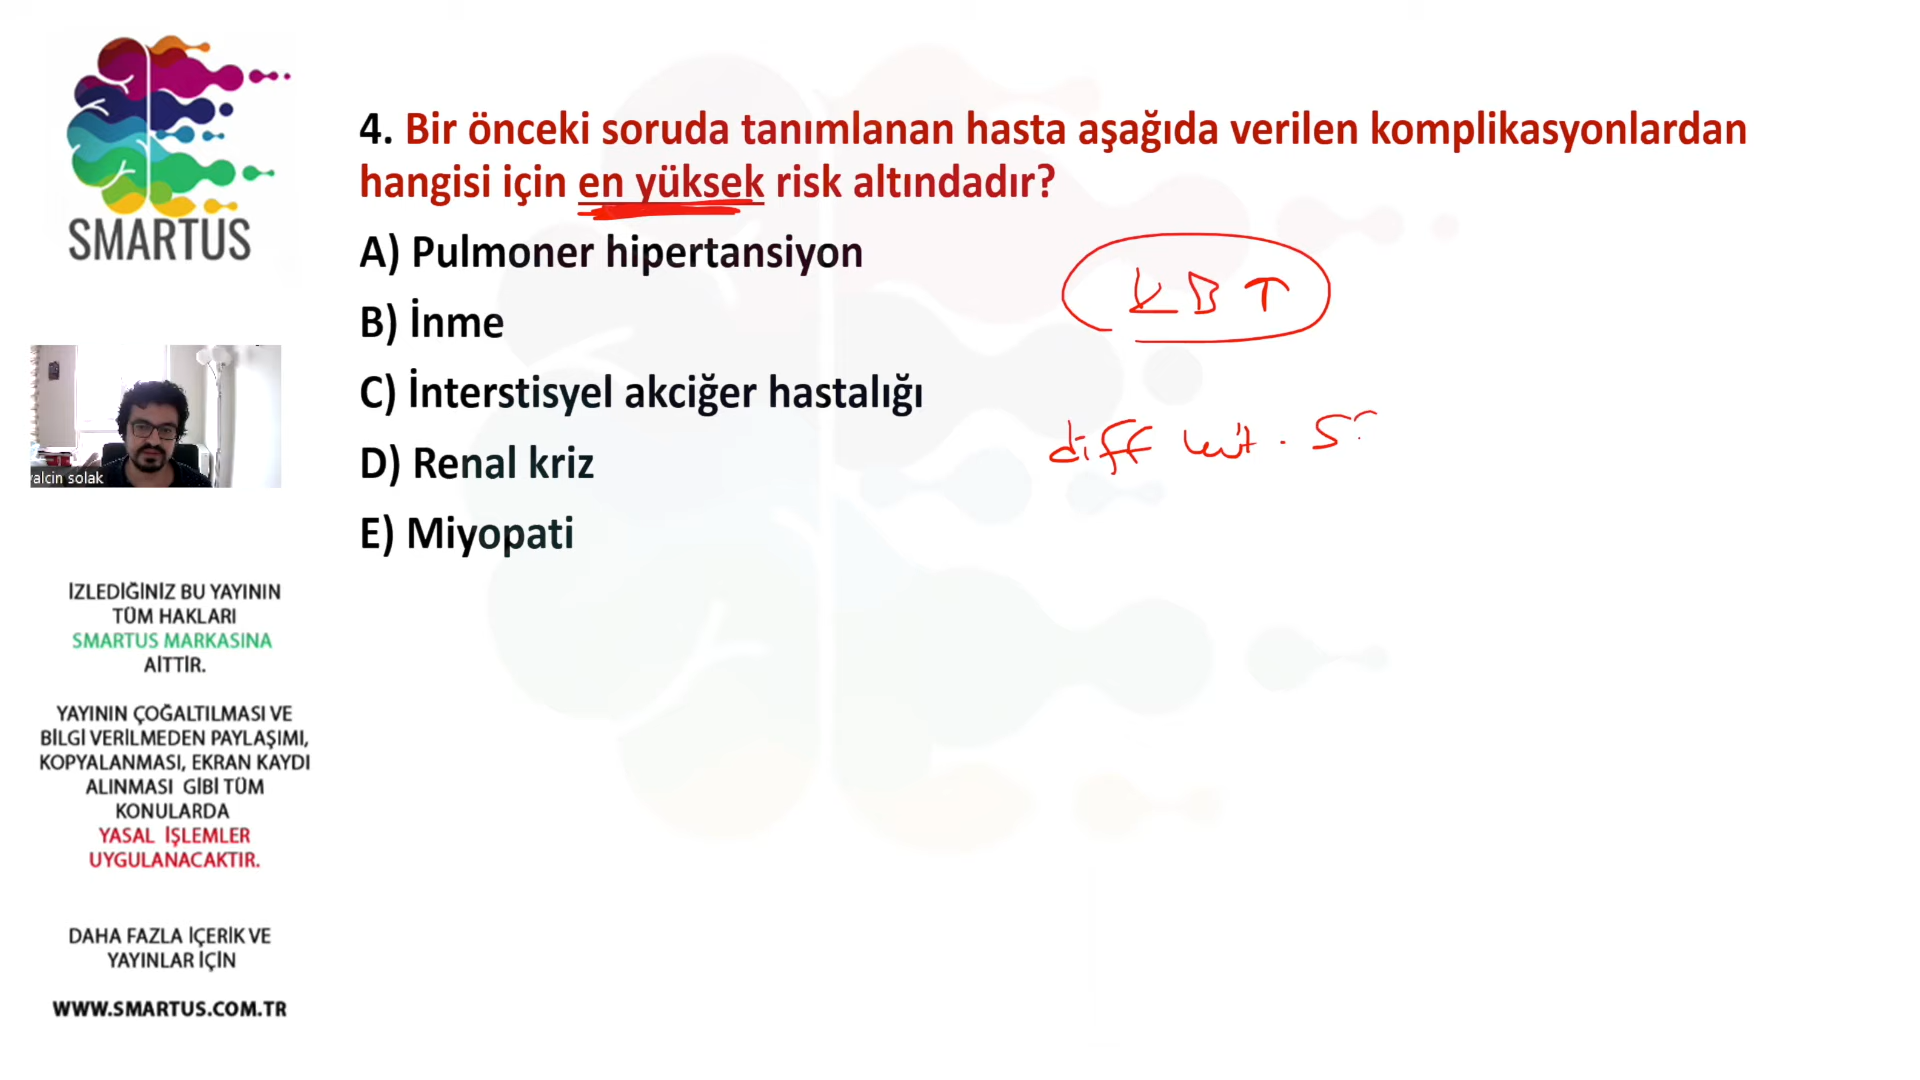 SMARTUS
4. Bir önceki soruda tanımlanan hasta aşağıda verilen komplikasyonlardan
hangisi için en yüksek risk altındadır?
A) Pulmoner hipertansiyon
B) İnme
C) İnterstisyel akciğer hastalığı
D) Renal kriz
E) Miyopati
KBT
diff
yalcin solak
İZLEDİĞİNİZ BU YAYININ
TÜM HAKLARI
SMARTUS MARKASINA
AİTTİR.
YAYININ ÇOĞALTILMASI VE
BİLGİ VERİLMEDEN PAYLAŞIMI,
KOPYALANMASI, EKRAN KAYDI
ALINMASI GİBİ TÜM
KONULARDA
YASAL İŞLEMLER
UYGULANACAKTIR.
DAHA FAZLA İÇERİK VE
YAYINLAR İÇİN
WWW.SMARTUS.COM.TR